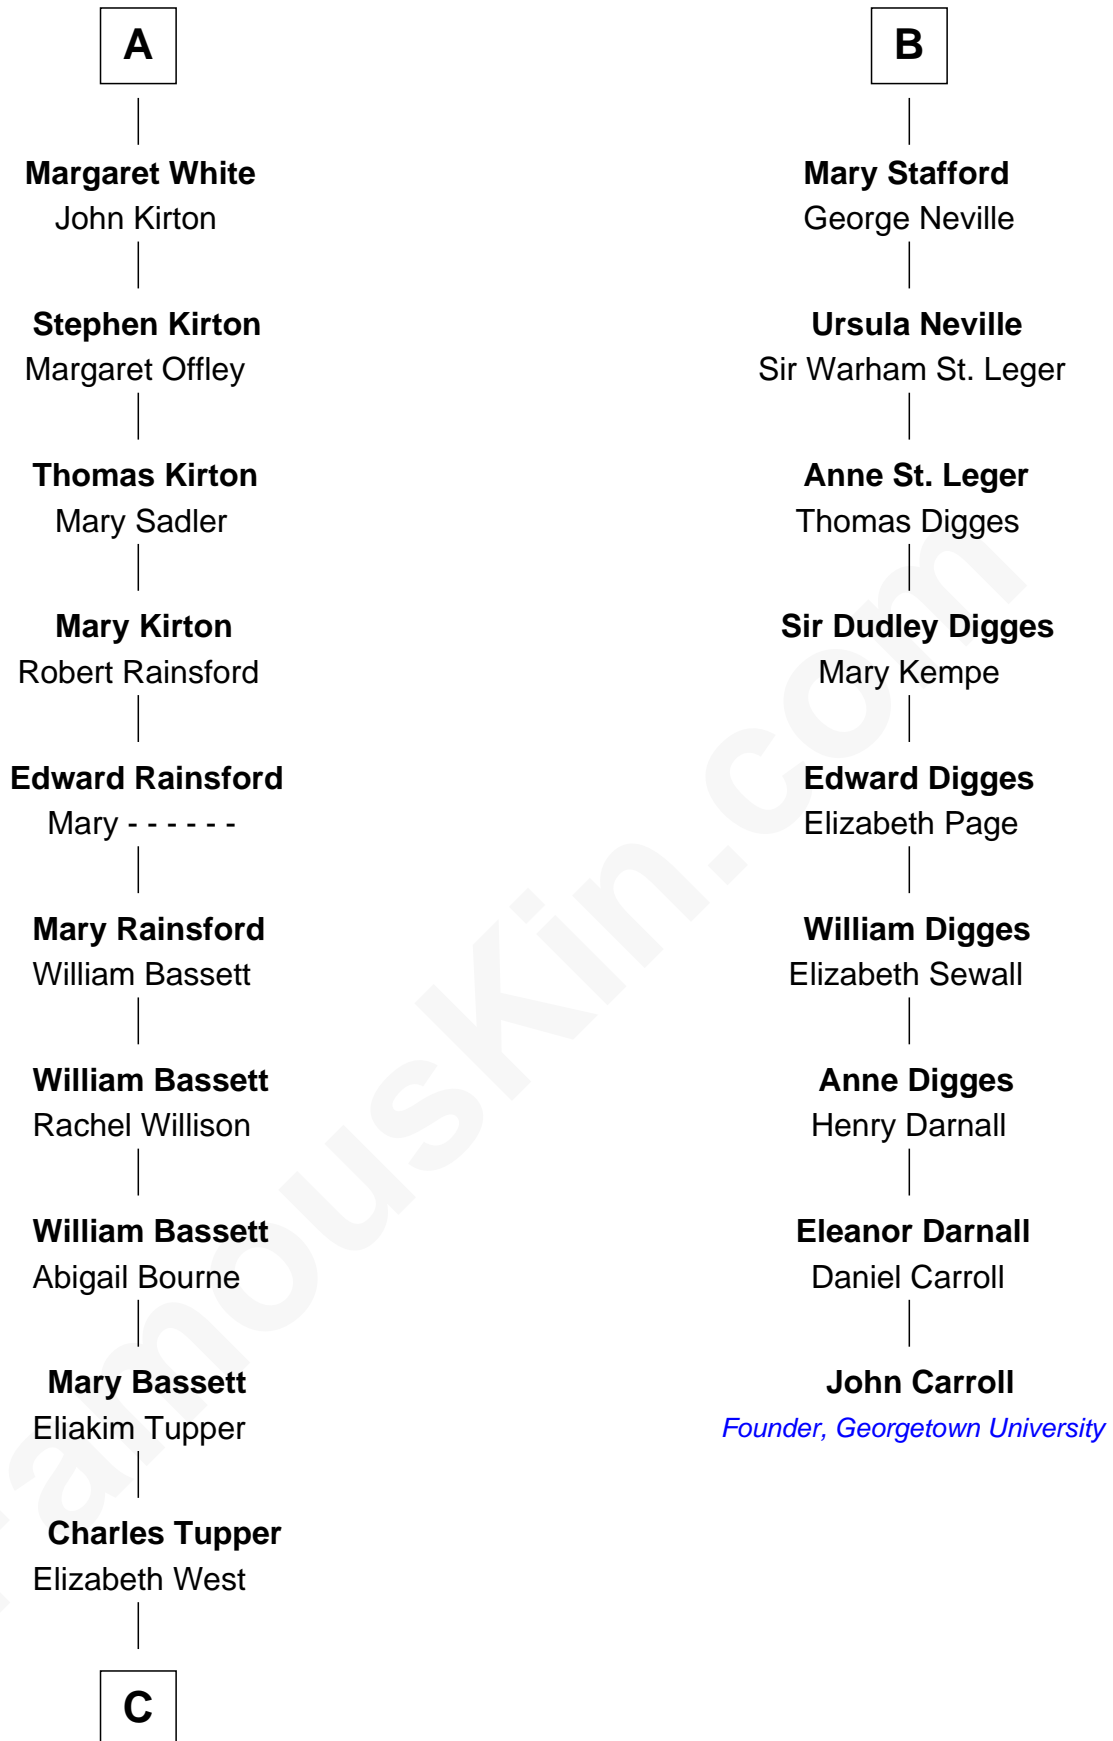 A
Margaret White
John Kirton
Stephen Kirton
Margaret Offley
Thomas Kirton
Mary Sadler
Mary Kirton
Robert Rainsford
Edward Rainsford
Mary - - - - - -
Mary Rainsford
William Bassett
William Bassett
Rachel Willison
William Bassett
Abigail Bourne
Mary Bassett
Eliakim Tupper
Charles Tupper
Elizabeth West
C
B
Mary Stafford
George Neville
Ursula Neville
Sir Warham St. Leger
Anne St. Leger
Thomas Digges
Sir Dudley Digges
Mary Kempe
Edward Digges
Elizabeth Page
William Digges
Elizabeth Sewall
Anne Digges
Henry Darnall
Eleanor Darnall
Daniel Carroll
John Carroll
Founder, Georgetown University
FamousKin.com